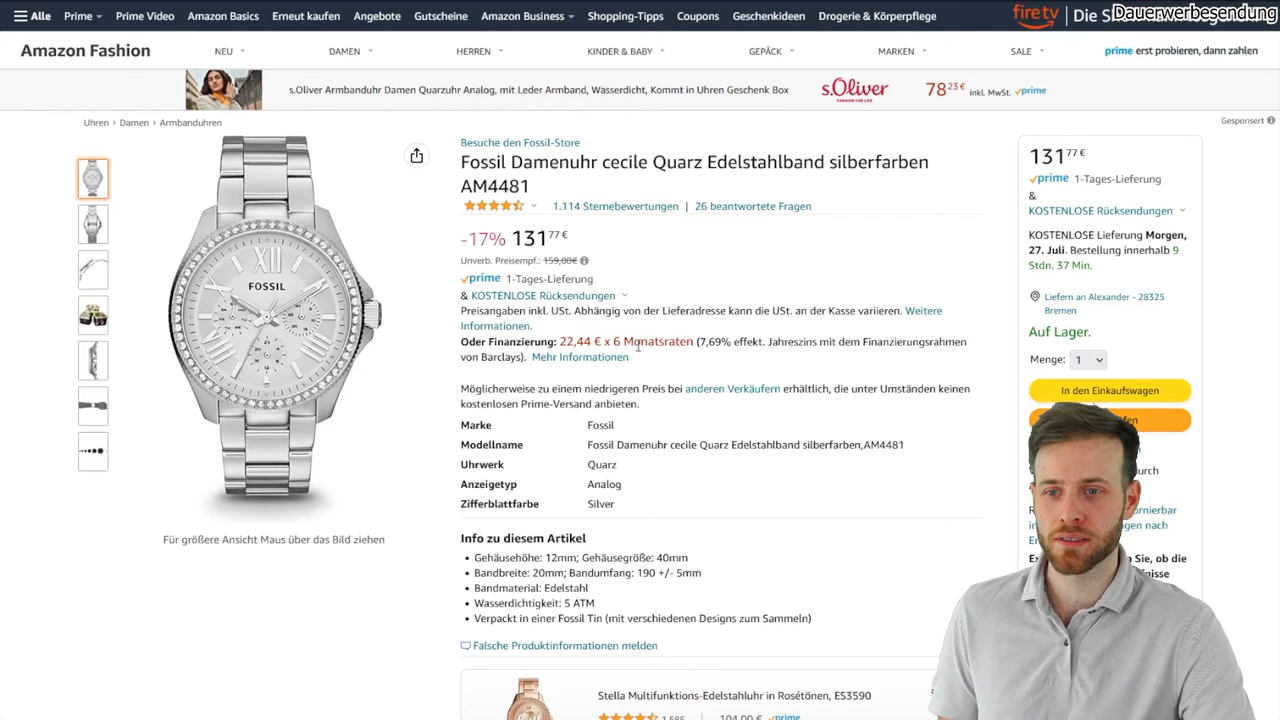 Alle Prime Prime Video Amazon Basics Erneut kaufen Angebote Gutscheine Amazon Business Shopping-Tipps Coupons Geschenkideen Drogerie & Körperpflege
fire tv Die S
Dauerwerbesendung
Amazon Fashion NEU DAMEN HERREN KINDER & BABY GEPÄCK MARKEN SALE prime erst probieren, dann zahlen
s.Oliver Armbanduhr Damen Quarzuhr Analog, mit Leder Armband, Wasserdicht, Kommt in Uhren Geschenk Box s.Oliver FASHION FOR LIFE 78 23 € inkl. MwSt. prime
Gesponsert
Uhren › Damen › Armbanduhren
FOSSIL
Für größere Ansicht Maus über das Bild ziehen
Besuche den Fossil-Store
Fossil Damenuhr cecile Quarz Edelstahlband silberfarben
AM4481
1.114 Sternebewertungen | 26 beantwortete Fragen
-17% 131 77 €
Unverb. Preisempf.: 159,00€
prime 1-Tages-Lieferung
& KOSTENLOSE Rücksendungen
Preisangaben inkl. USt. Abhängig von der Lieferadresse kann die USt. an der Kasse variieren. Weitere
Informationen.
Oder Finanzierung: 22,44 € x 6 Monatsraten (7,69% effekt. Jahreszins mit dem Finanzierungsrahmen
von Barclays). Mehr Informationen
Möglicherweise zu einem niedrigeren Preis bei anderen Verkäufern erhältlich, die unter Umständen keinen
kostenlosen Prime-Versand anbieten.
Marke Fossil
Modellname Fossil Damenuhr cecile Quarz Edelstahlband silberfarben,AM4481
Uhrwerk Quarz
Anzeigetyp Analog
Zifferblattfarbe Silver
Info zu diesem Artikel
• Gehäusehöhe: 12mm; Gehäusegröße: 40mm
• Bandbreite: 20mm; Bandumfang: 190 +/- 5mm
• Bandmaterial: Edelstahl
• Wasserdichtigkeit: 5 ATM
• Verpackt in einer Fossil Tin (mit verschiedenen Designs zum Sammeln)
Falsche Produktinformationen melden
Stella Multifunktions-Edelstahluhr in Rosétönen, ES3590
1.585 | 104,00 € prime
131 77 €
prime 1-Tages-Lieferung
&
KOSTENLOSE Rücksendungen
KOSTENLOSE Lieferung Morgen,
27. Juli. Bestellung innerhalb 9
Stdn. 37 Min.
Liefern an Alexander - 28325
Bremen
Auf Lager.
Menge: 1
In den Einkaufswagen